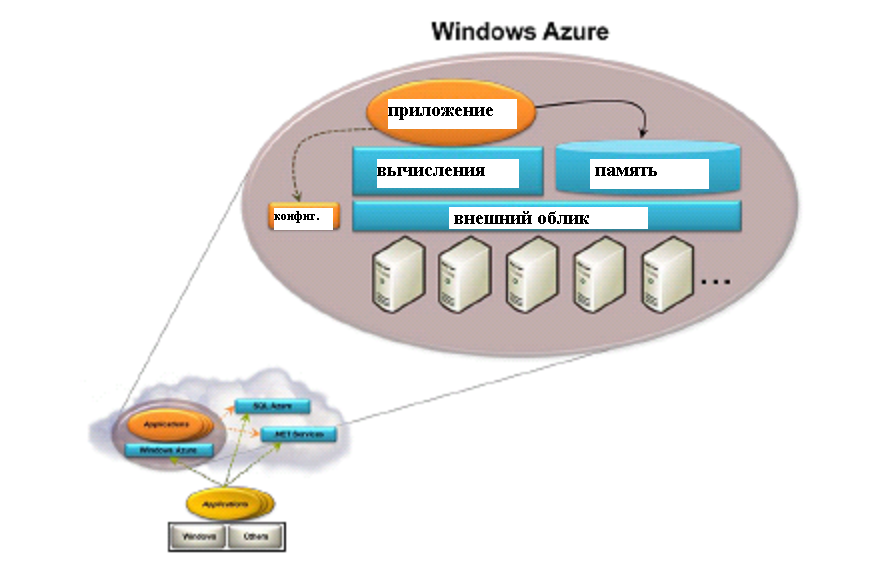 Windows Azure
приложение
вычисления
память
конфиг.
внешний облик
...
SQL Azure
Applications
.NET Services
Windows Azure
Applications
Windows
Others